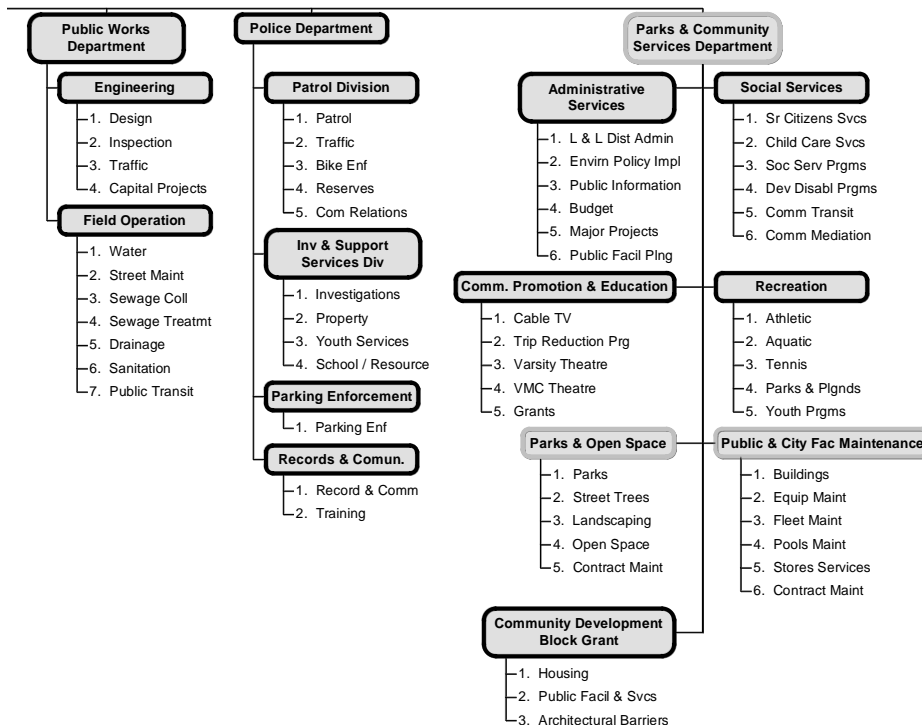 Public Works
Department
Engineering
1. Design
2. Inspection
3. Traffic
4. Capital Projects
Field Operation
1. Water
2. Street Maint
3. Sewage Coll
4. Sewage Treatmt
5. Drainage
6. Sanitation
7. Public Transit
Police Department
Patrol Division
1. Patrol
2. Traffic
3. Bike Enf
4. Reserves
5. Com Relations
Inv & Support
Services Div
1. Investigations
2. Property
3. Youth Services
4. School / Resource
Parking Enforcement
1. Parking Enf
Records & Comun.
1. Record & Comm
2. Training
Parks & Community
Services Department
Administrative
Services
1. L & L Dist Admin
2. Envirn Policy Impl
3. Public Information
4. Budget
5. Major Projects
6. Public Facil Plng
Social Services
1. Sr Citizens Svcs
2. Child Care Svcs
3. Soc Serv Prgms
4. Dev Disabl Prgms
5. Comm Transit
6. Comm Mediation
Comm. Promotion & Education
1. Cable TV
2. Trip Reduction Prg
3. Varsity Theatre
4. VMC Theatre
5. Grants
Recreation
1. Athletic
2. Aquatic
3. Tennis
4. Parks & Plgnds
5. Youth Prgms
Parks & Open Space
1. Parks
2. Street Trees
3. Landscaping
4. Open Space
5. Contract Maint
Public & City Fac Maintenance
1. Buildings
2. Equip Maint
3. Fleet Maint
4. Pools Maint
5. Stores Services
6. Contract Maint
Community Development
Block Grant
1. Housing
2. Public Facil & Svcs
3. Architectural Barriers